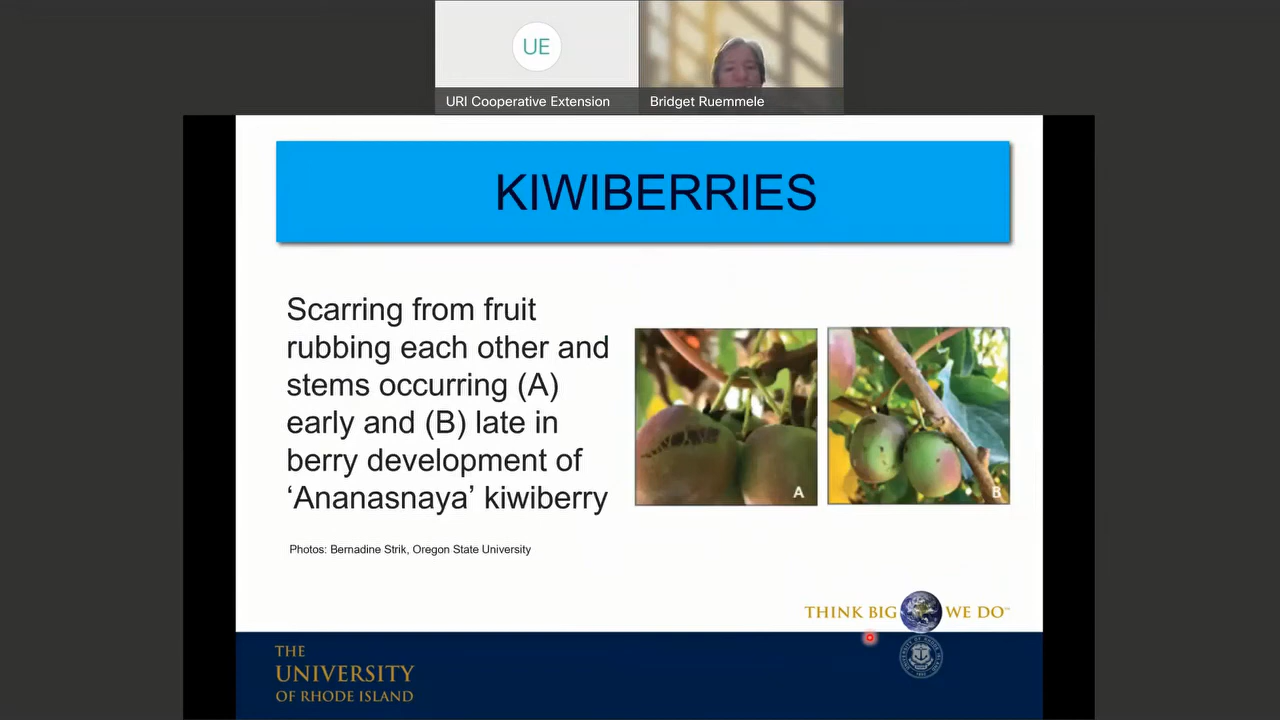 UE
URI Cooperative Extension
Bridget Ruemmele
KIWIBERRIES
Scarring from fruit
rubbing each other and
stems occurring (A)
early and (B) late in
berry development of
‘Ananasnaya’ kiwiberry
A
B
Photos: Bernadine Strik, Oregon State University
THINK BIG WE DO™
THE
UNIVERSITY
OF RHODE ISLAND